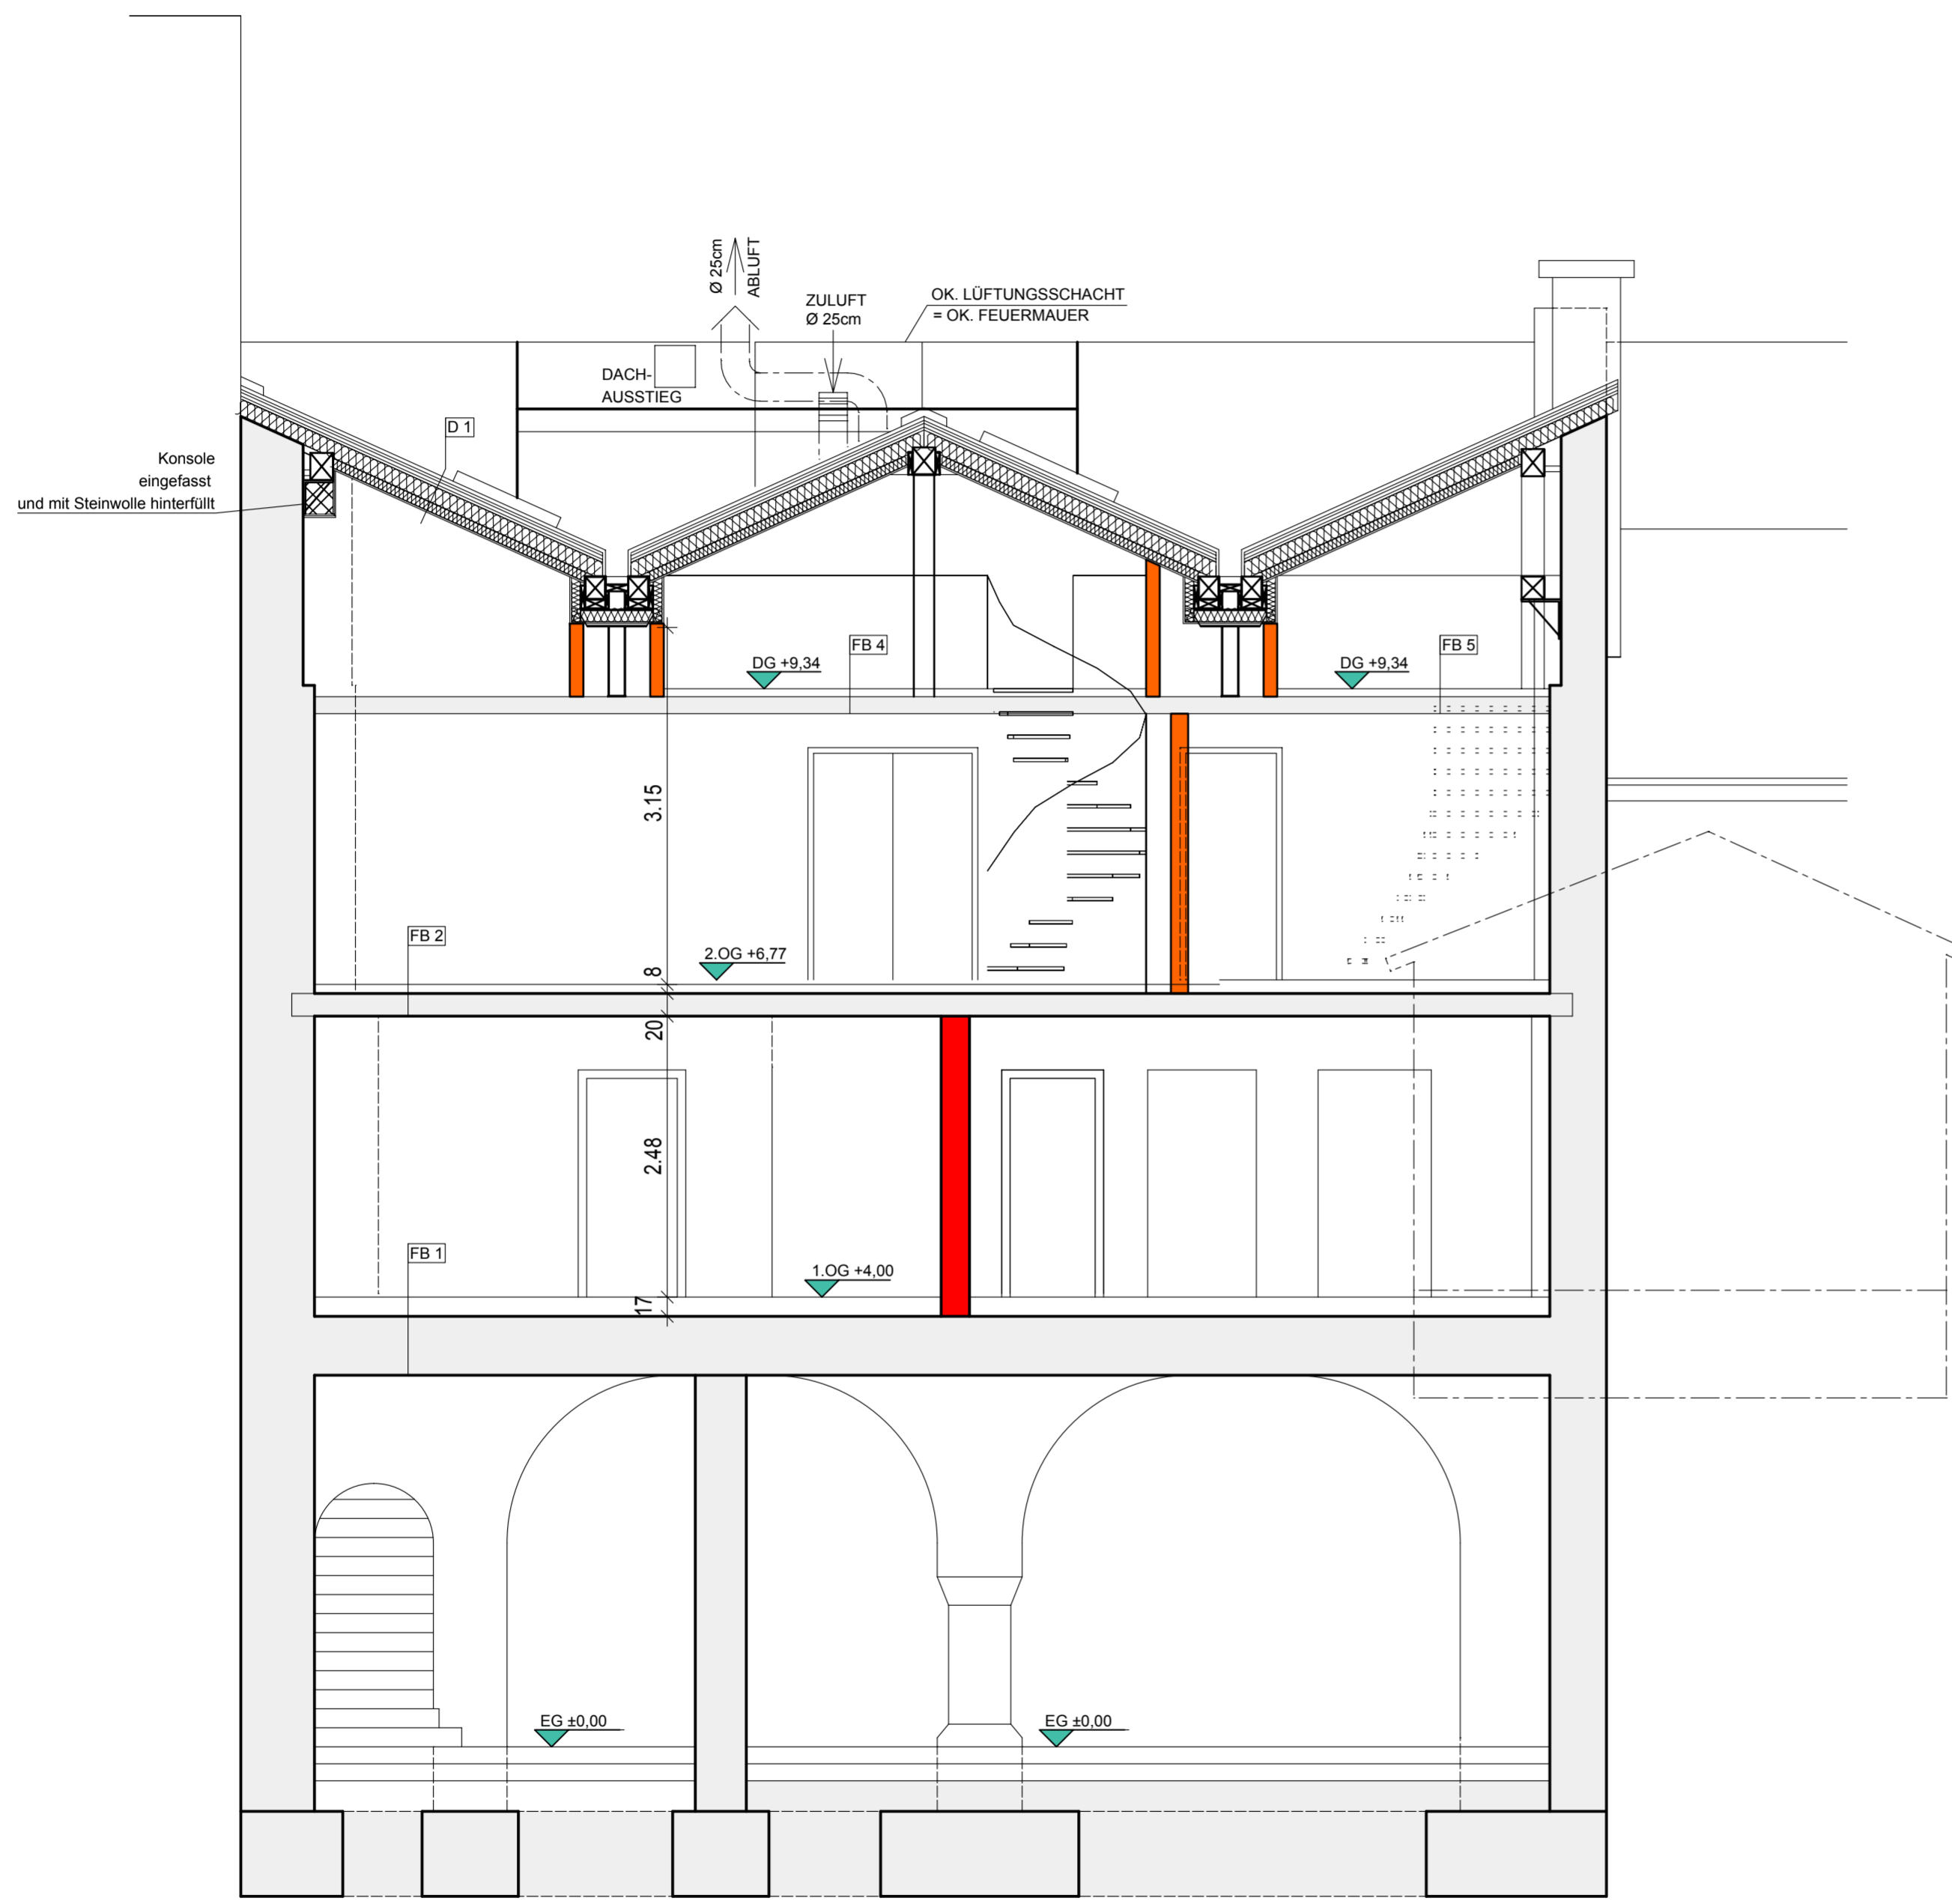 Ø 25cm
ABLUFT
ZULUFT
Ø 25cm
OK. LÜFTUNGSSCHACHT
= OK. FEUERMAUER
DACH-
AUSSTIEG
D 1
Konsole
eingefasst
und mit Steinwolle hinterfüllt
FB 4
FB 5
DG +9,34
DG +9,34
3.15
FB 2
2.OG +6,77
8
20
2.48
FB 1
1.OG +4,00
17
EG ±0,00
EG ±0,00